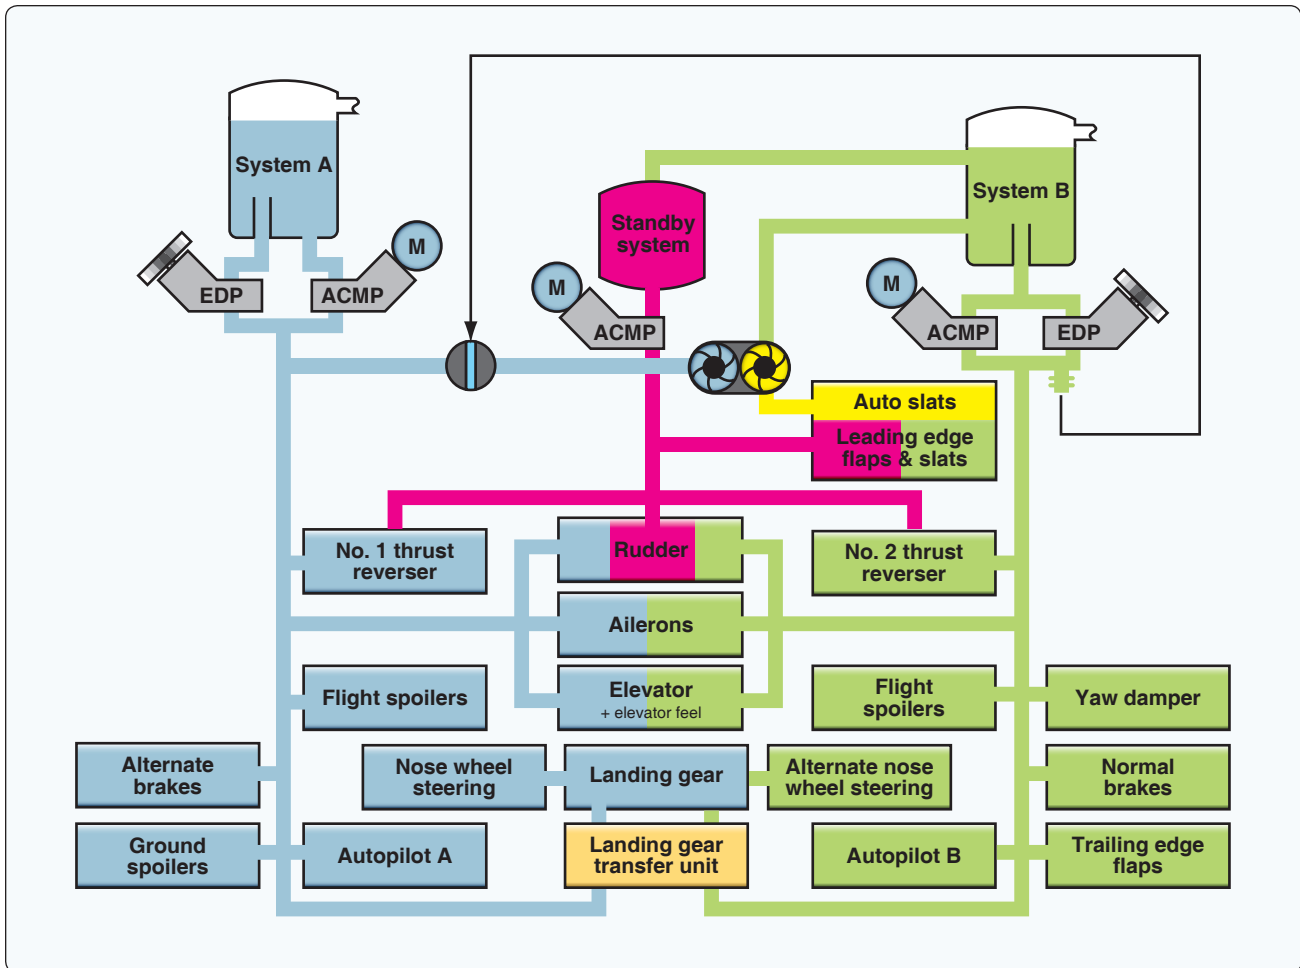 System A
System B
Standby
system
M
M
M
EDP
ACMP
ACMP
ACMP
EDP
Auto slats
Leading edge
flaps & slats
No. 1 thrust
reverser
Rudder
No. 2 thrust
reverser
Ailerons
Flight spoilers
Elevator
+ elevator feel
Flight
spoilers
Yaw damper
Alternate
brakes
Nose wheel
steering
Landing gear
Alternate nose
wheel steering
Normal
brakes
Ground
spoilers
Autopilot A
Landing gear
transfer unit
Autopilot B
Trailing edge
flaps